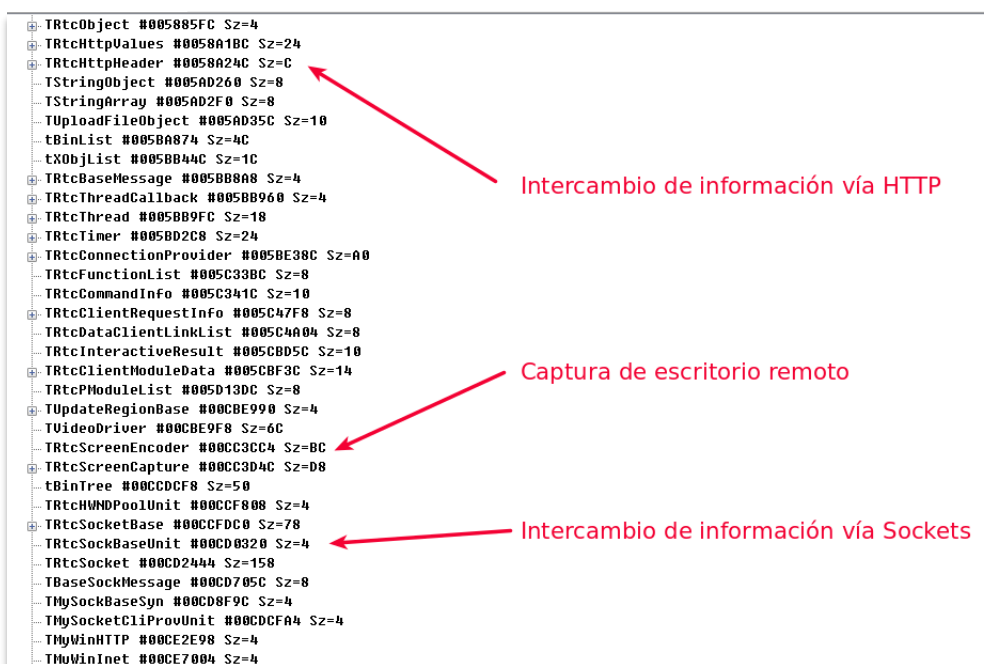 TRtcObject #005885FC Sz=4
TRtcHttpValues #0058A1BC Sz=24
TRtcHttpHeader #0058A24C Sz=C
TStringObject #005AD260 Sz=8
TStringArray #005AD2F0 Sz=8
TUploadFileObject #005AD35C Sz=10
tBinList #005BA874 Sz=4C
tXObjList #005BB44C Sz=1C
TRtcBaseMessage #005BB8A8 Sz=4
Intercambio de información vía HTTP
TRtcThreadCallback #005BB960 Sz=4
TRtcThread #005BB9FC Sz=18
TRtcTimer #005BD2C8 Sz=24
TRtcConnectionProvider #005BE38C Sz=A0
TRtcFunctionList #005C33BC Sz=8
TRtcCommandInfo #005C341C Sz=10
TRtcClientRequestInfo #005C47F8 Sz=8
TRtcDataClientLinkList #005C4A04 Sz=8
TRtcInteractiveResult #005CBD5C Sz=10
TRtcClientModuleData #005CBF3C Sz=14
Captura de escritorio remoto
TRtcPModuleList #005D13DC Sz=8
TUpdateRegionBase #00CBE990 Sz=4
TVideoDriver #00CBE9F8 Sz=6C
TRtcScreenEncoder #00CC3CC4 Sz=BC
TRtcScreenCapture #00CC3D4C Sz=D8
tBinTree #00CCDCF8 Sz=50
TRtcHWNDPoolUnit #00CCF808 Sz=4
TRtcSocketBase #00CCFDC0 Sz=78
Intercambio de información vía Sockets
TRtcSockBaseUnit #00CD0320 Sz=4
TRtcSocket #00CD2444 Sz=158
TBaseSockMessage #00CD705C Sz=8
TMySockBaseSyn #00CD8F9C Sz=4
TMySocketCliProvUnit #00CDCFA4 Sz=4
TMyWinHTTP #00CE2E98 Sz=4
TMyWinInet #00CE7004 Sz=4